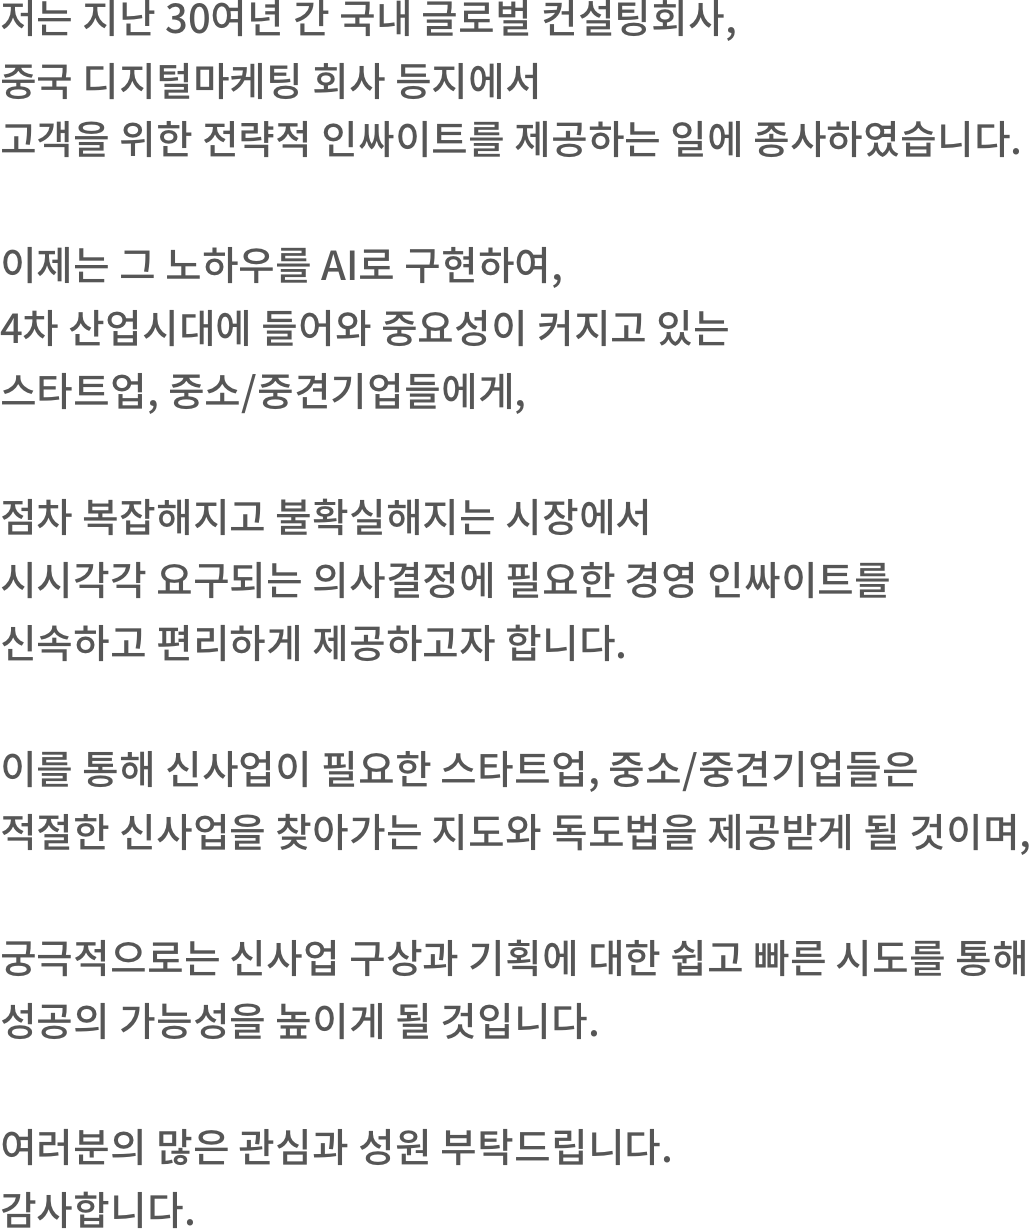 저는 지난 30여년 간 국내 글로벌 컨설팅회사,
중국 디지털마케팅 회사 등지에서
고객을 위한 전략적 인싸이트를 제공하는 일에 종사하였습니다.
이제는 그 노하우를 AI로 구현하여,
4차 산업시대에 들어와 중요성이 커지고 있는
스타트업, 중소/중견기업들에게,
점차 복잡해지고 불확실해지는 시장에서
시시각각 요구되는 의사결정에 필요한 경영 인싸이트를
신속하고 편리하게 제공하고자 합니다.
이를 통해 신사업이 필요한 스타트업, 중소/중견기업들은
적절한 신사업을 찾아가는 지도와 독도법을 제공받게 될 것이며,
궁극적으로는 신사업 구상과 기획에 대한 쉽고 빠른 시도를 통해
성공의 가능성을 높이게 될 것입니다.
여러분의 많은 관심과 성원 부탁드립니다.
감사합니다.